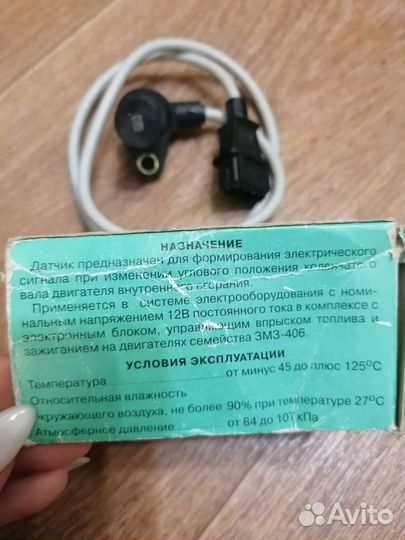 НАЗНАЧЕНИЕ
Датчик предназначен для формирования электрического
сигнала при изменении углового положения коленчатого
вала двигателя внутреннего сгорания.
Применяется в системе электрооборудования с номи-
нальным напряжением 12В постоянного тока в комплексе с
электронным блоком, управляющим впрыском топлива и
зажиганием на двигателях семейства ЗМЗ-406.
УСЛОВИЯ ЭКСПЛУАТАЦИИ
Температура от минус 45 до плюс 125°С
Относительная влажность
окружающего воздуха, не более 90% при температуре 27°С
Атмосферное давление от 84 до 107 кПа
Avito